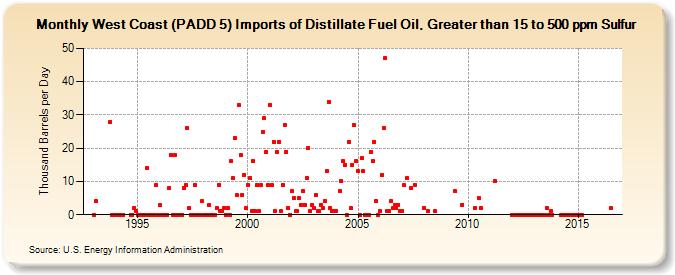 Monthly West Coast (PADD 5) Imports of Distillate Fuel Oil, Greater than 15 to 500 ppm Sulfur
Thousand Barrels per Day
50
40
30
20
10
0
1995 2000 2005 2010 2015
Source: U.S. Energy Information Administration